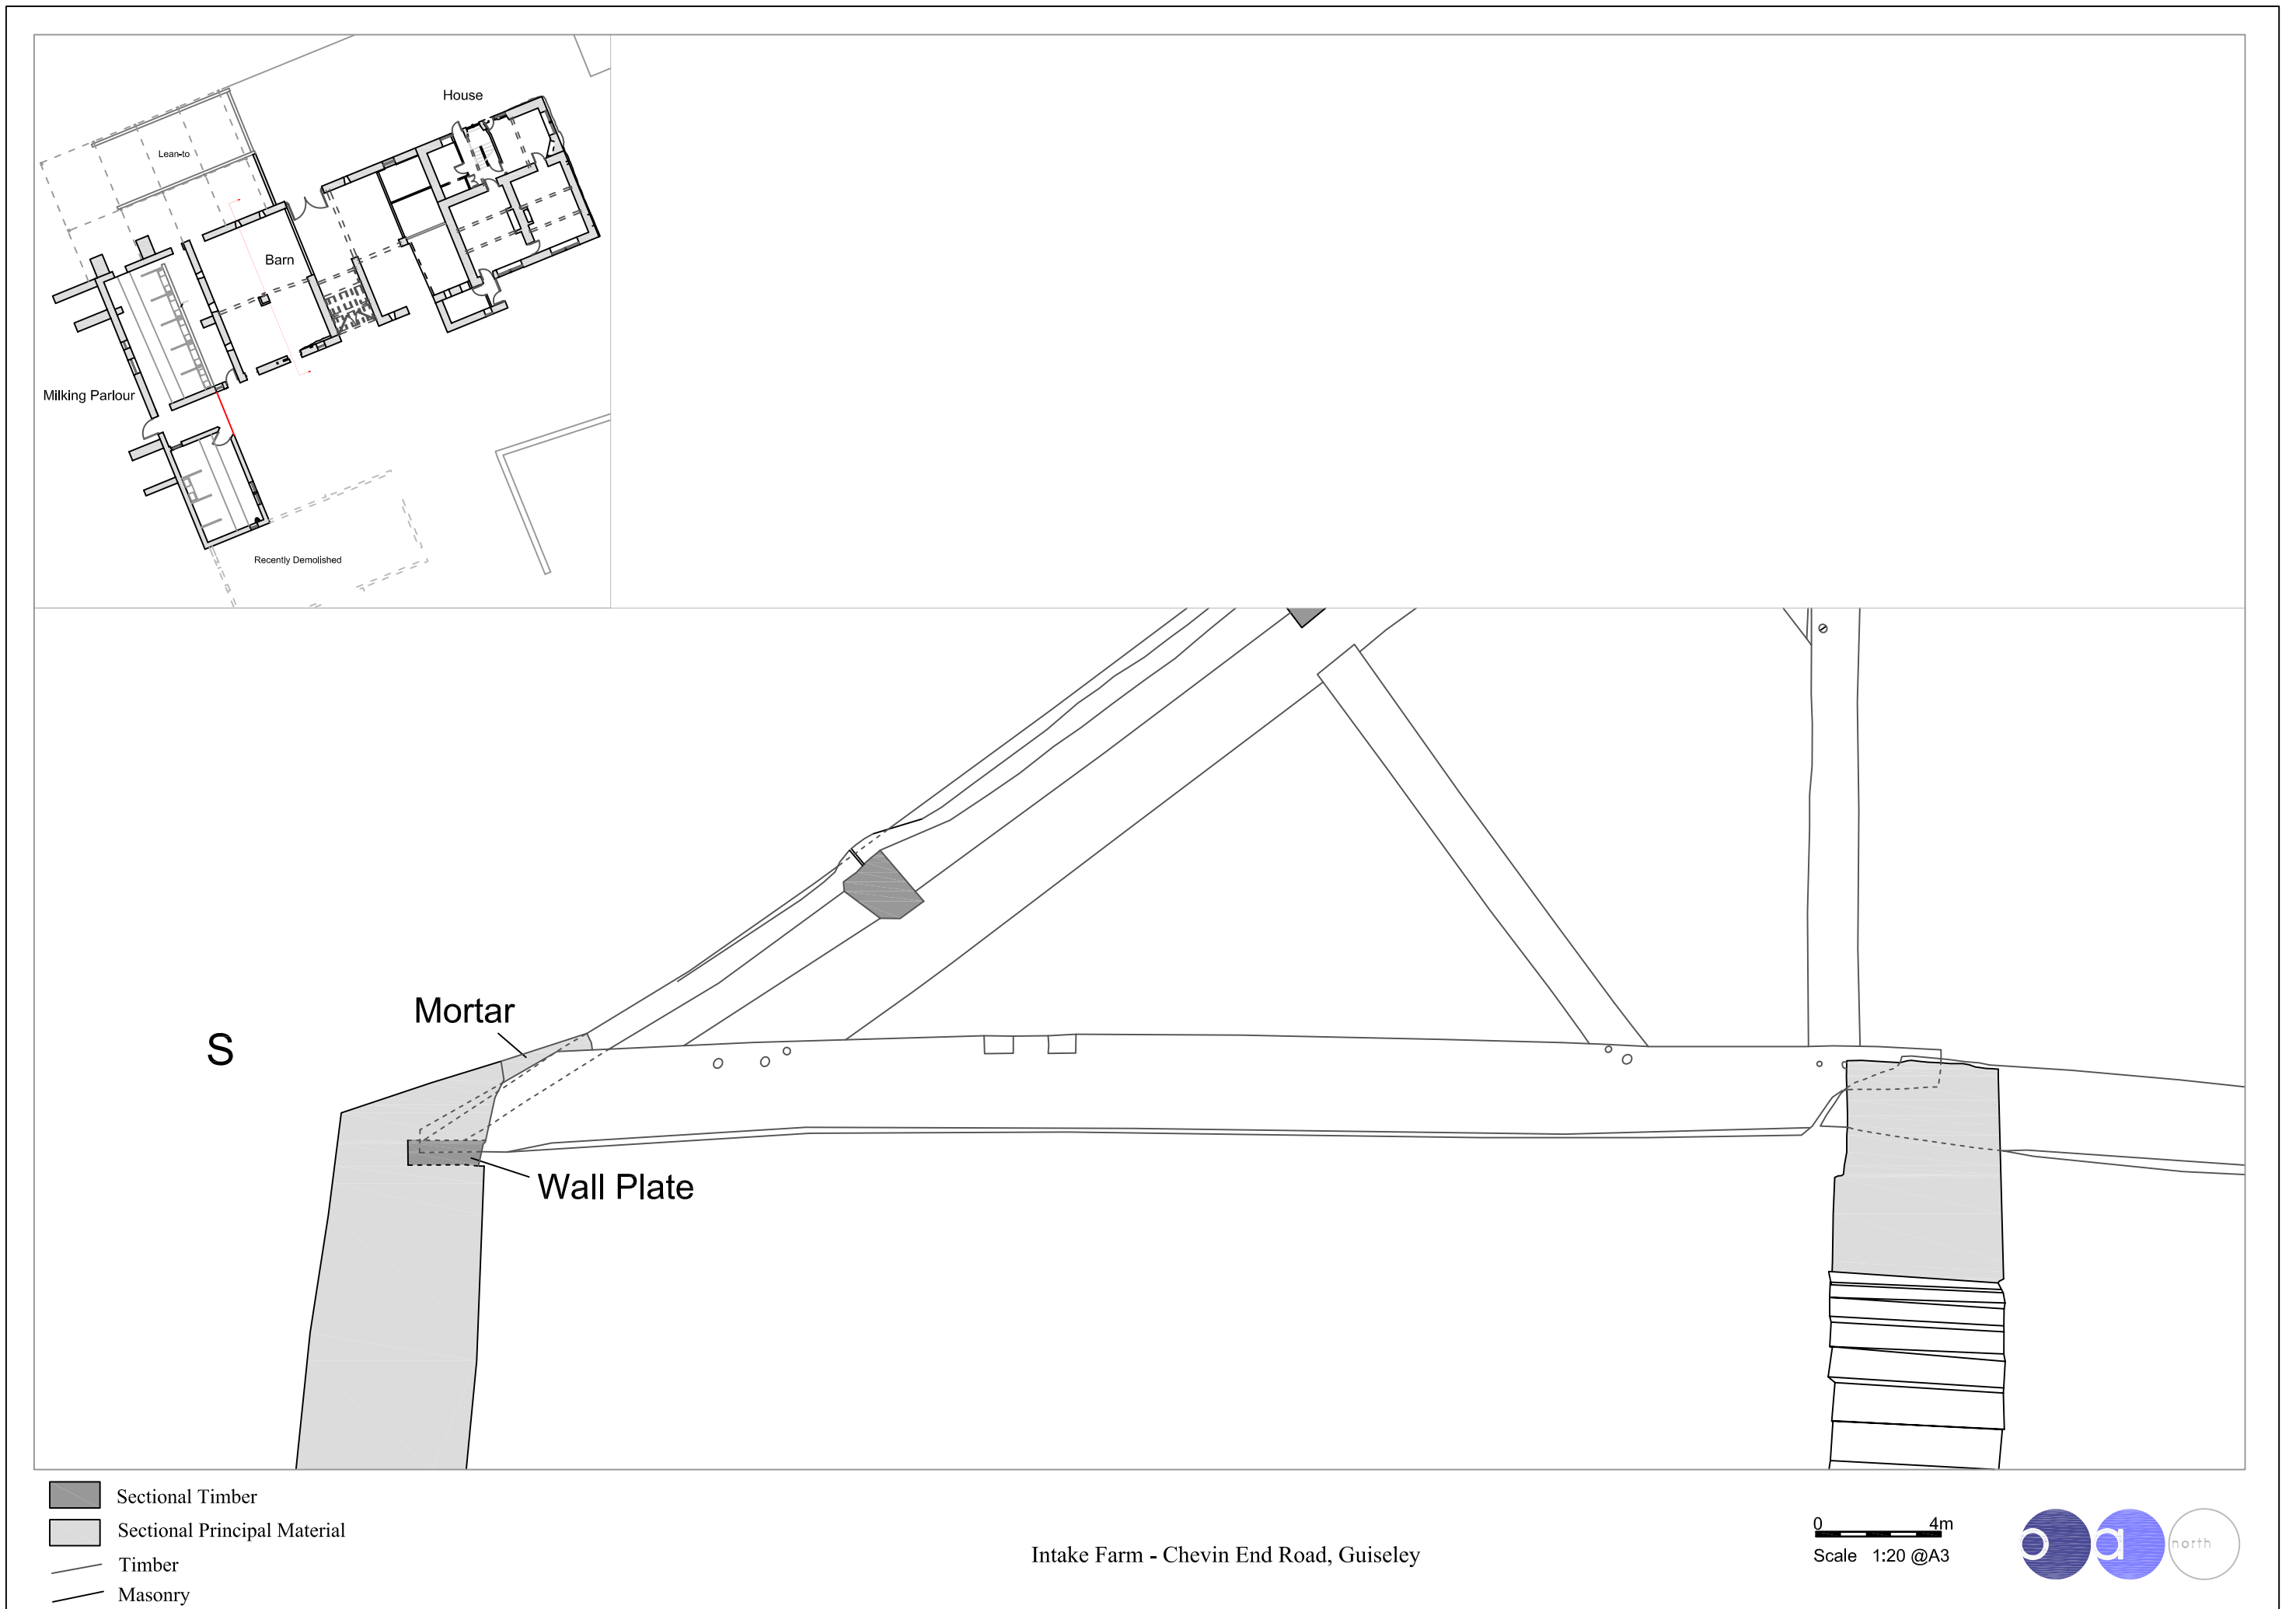 House
Lean-to
Barn
Milking Parlour
Recently Demolished
Mortar
S
Wall Plate
Sectional Timber
Sectional Principal Material
Timber
Masonry
Intake Farm - Chevin End Road, Guiseley
0 4m
Scale 1:20 @A3
o a north